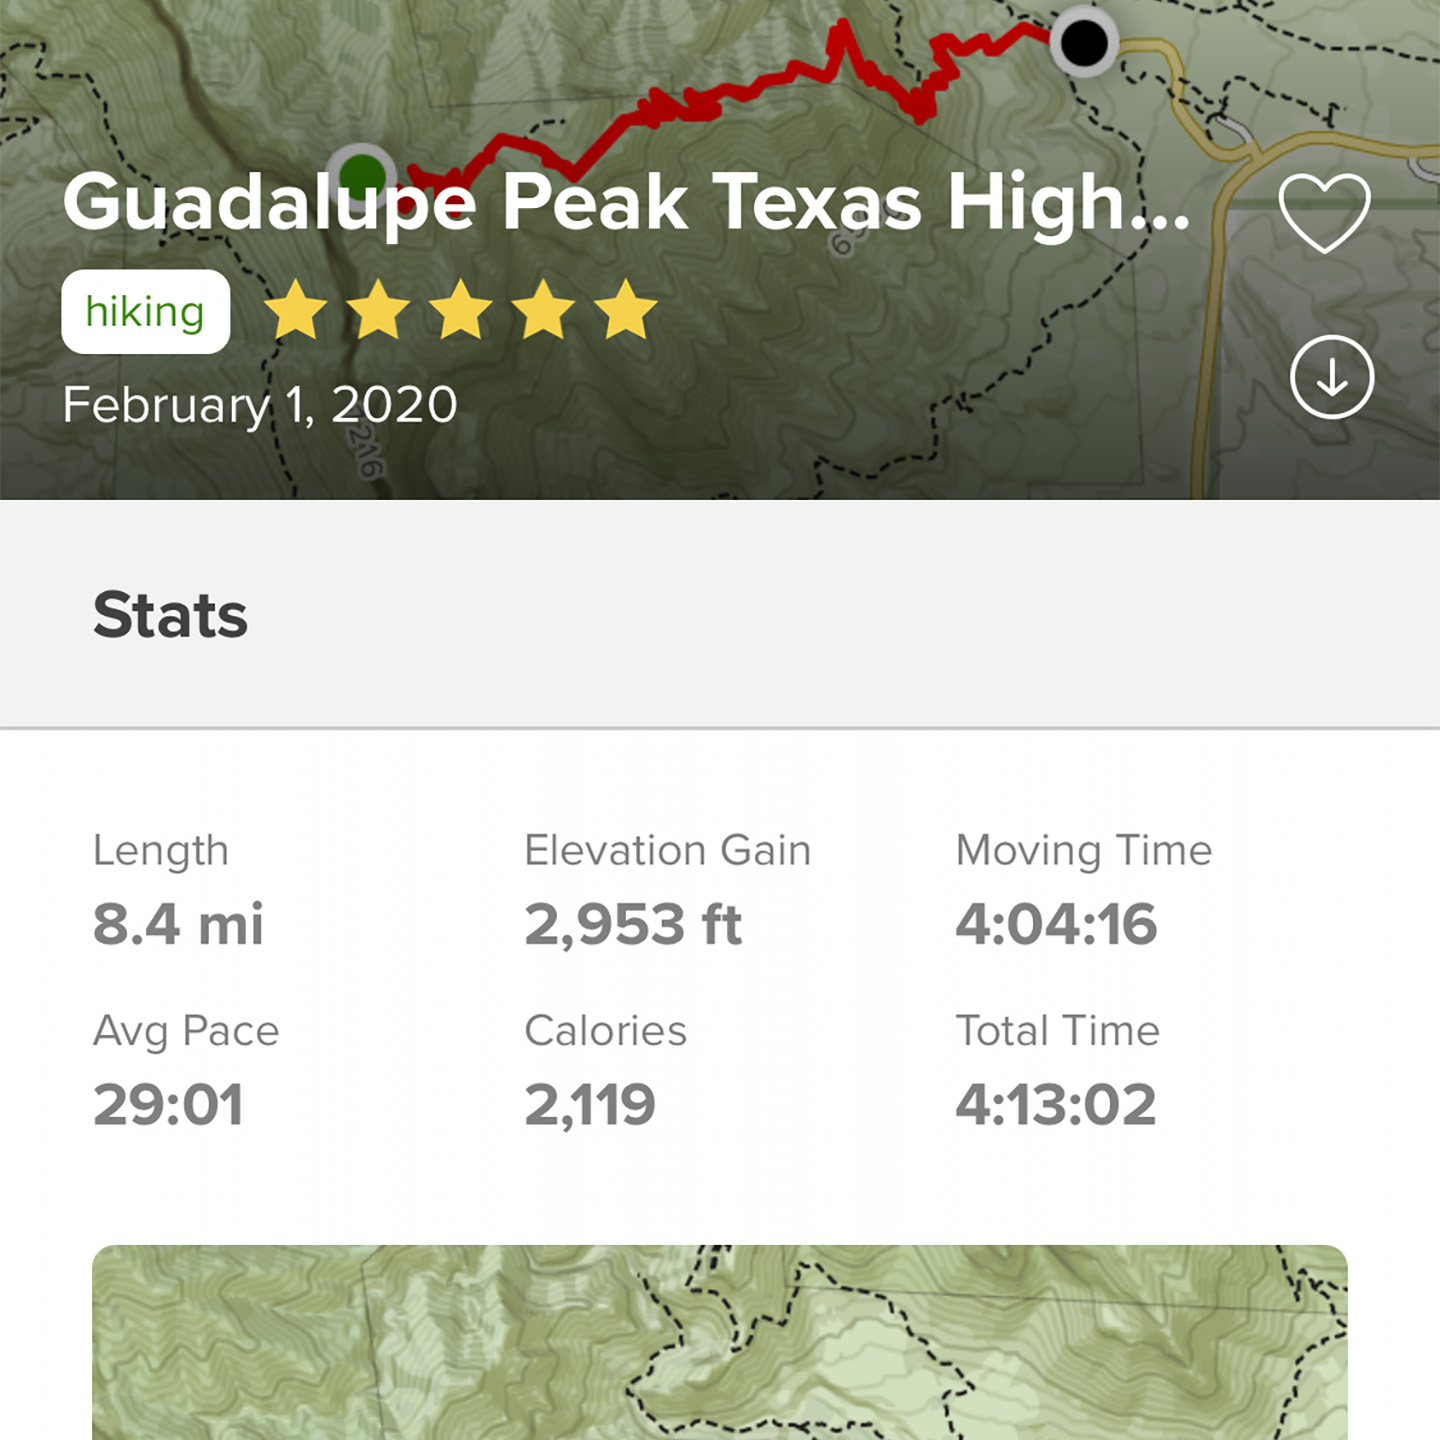 Guadalupe Peak Texas High...
hiking
February 1, 2020
Stats
Length
Elevation Gain
Moving Time
8.4 mi
2,953 ft
4:04:16
Avg Pace
Calories
Total Time
29:01
2,119
4:13:02